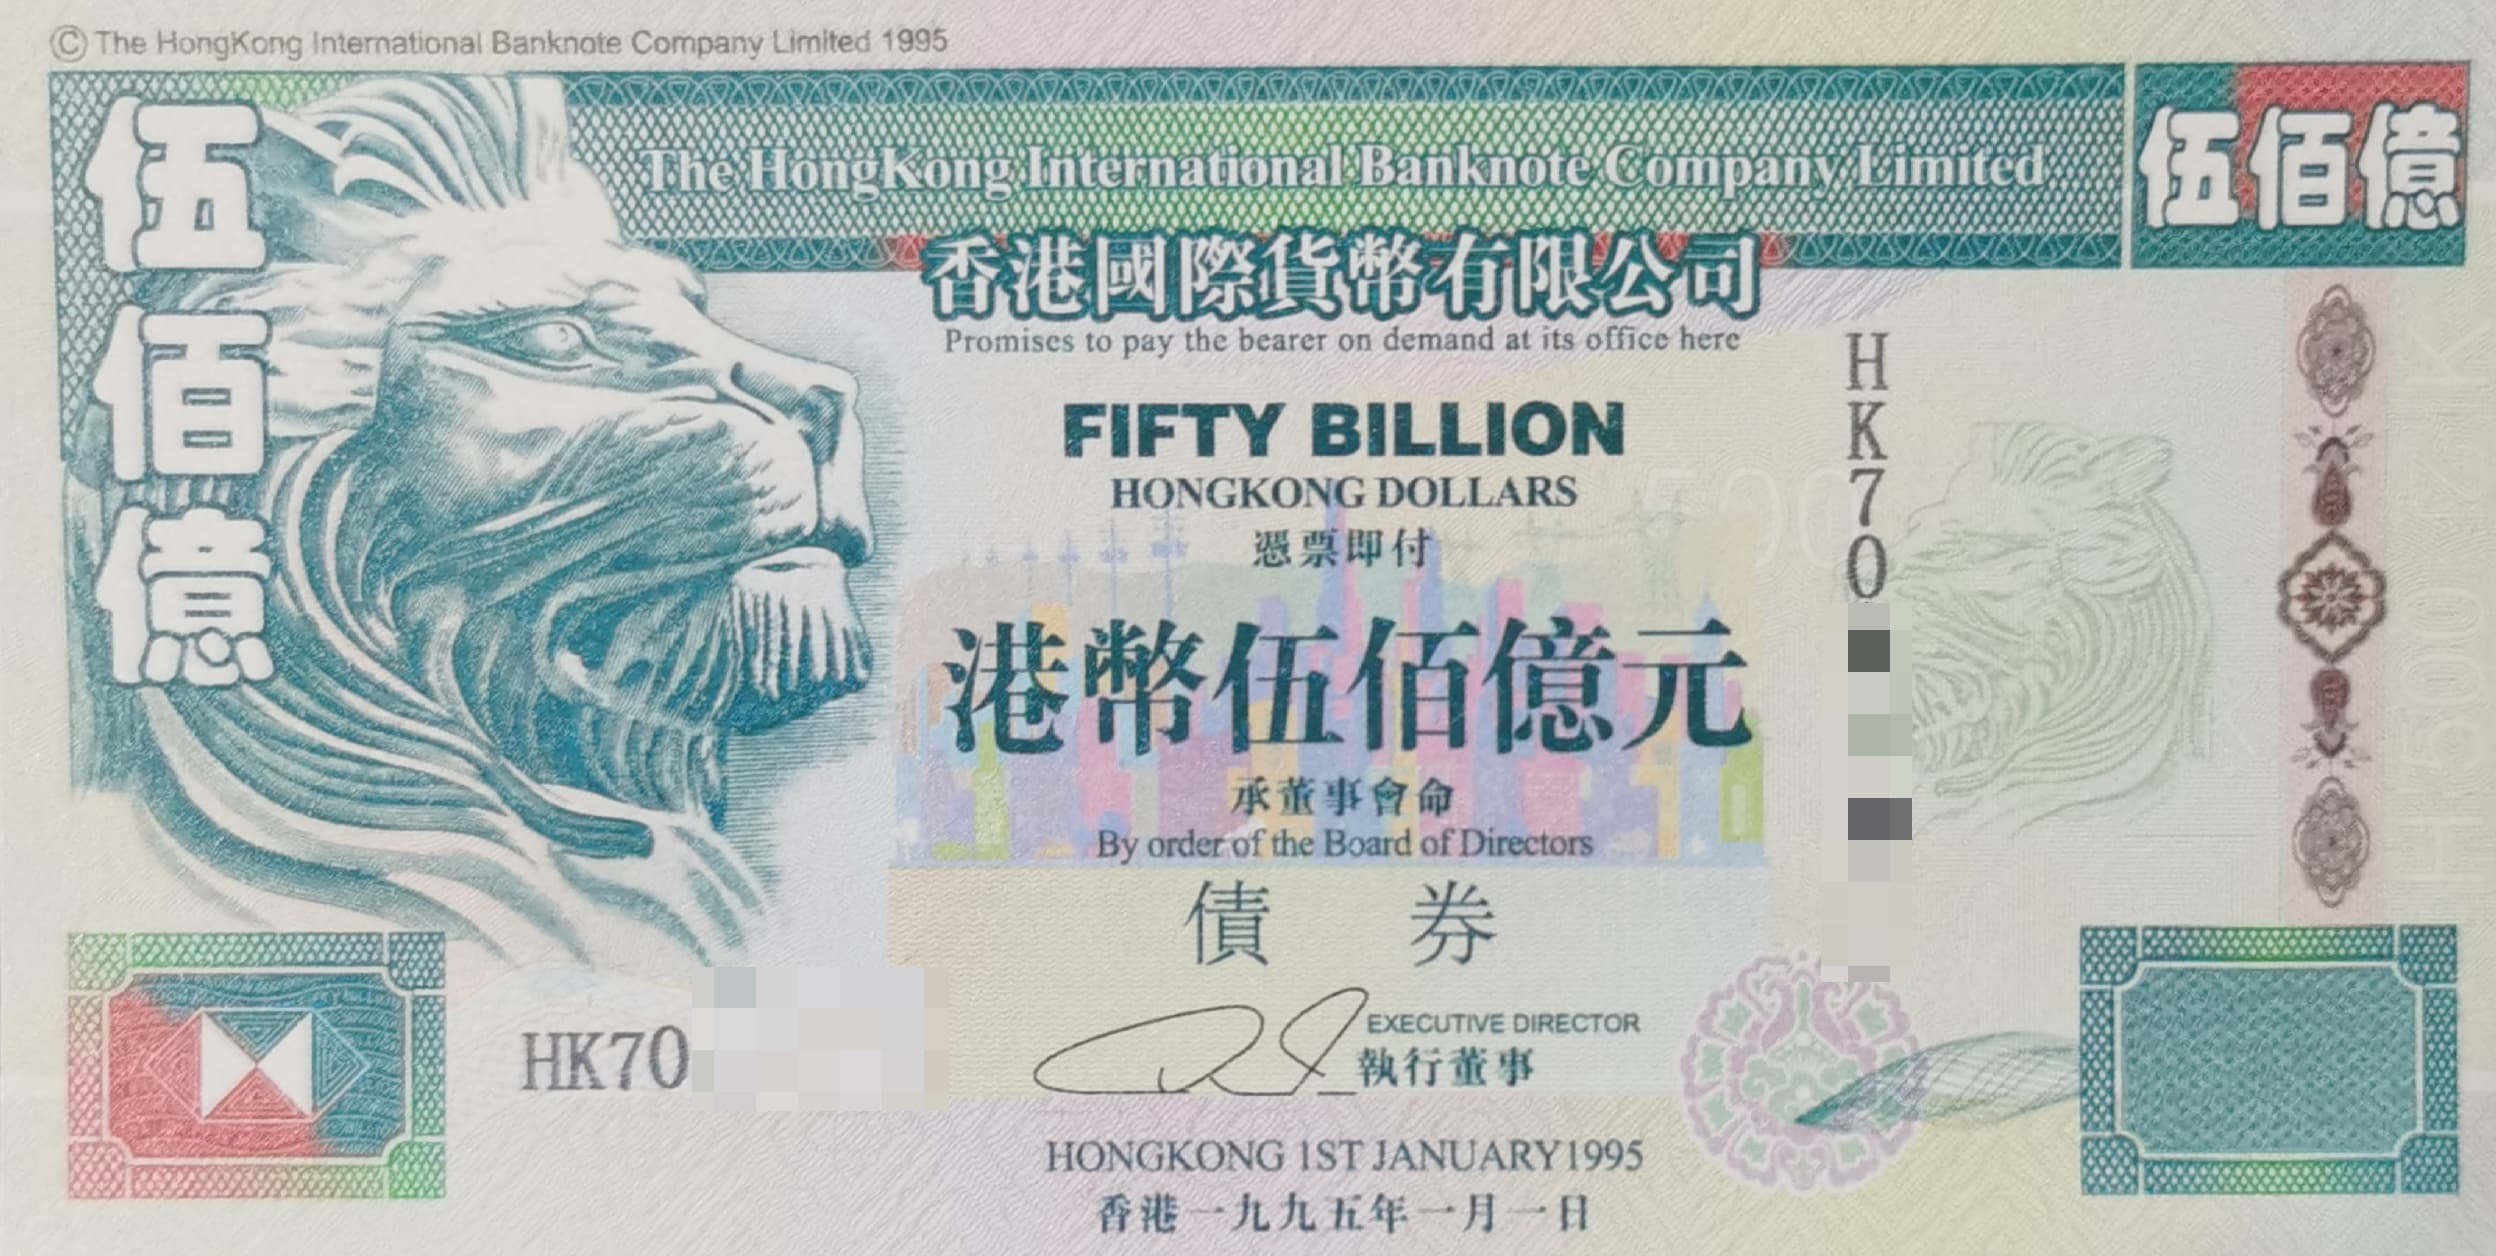 © The HongKong International Banknote Company Limited 1995
伍佰億
The HongKong International Banknote Company Limited
伍佰億
香港國際貨幣有限公司
Promises to pay the bearer on demand at its office here
FIFTY BILLION
HONGKONG DOLLARS
憑票即付
港幣伍佰億元
承董事會命
By order of the Board of Directors
債券
EXECUTIVE DIRECTOR
執行董事
HK70
HK70
HONGKONG 1ST JANUARY1995
香港一九九五年一月一日